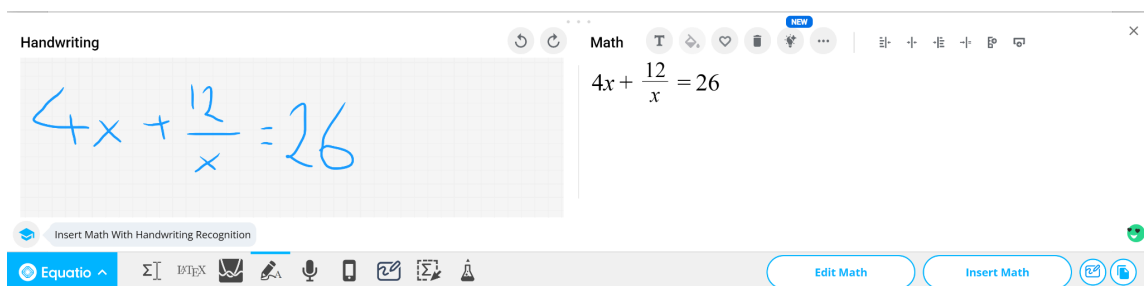 Handwriting
Math T NEW
4x + 12/x = 26
4x + 12/x = 26
Insert Math With Handwriting Recognition
Equatio Σ LATEX A Σ Edit Math Insert Math